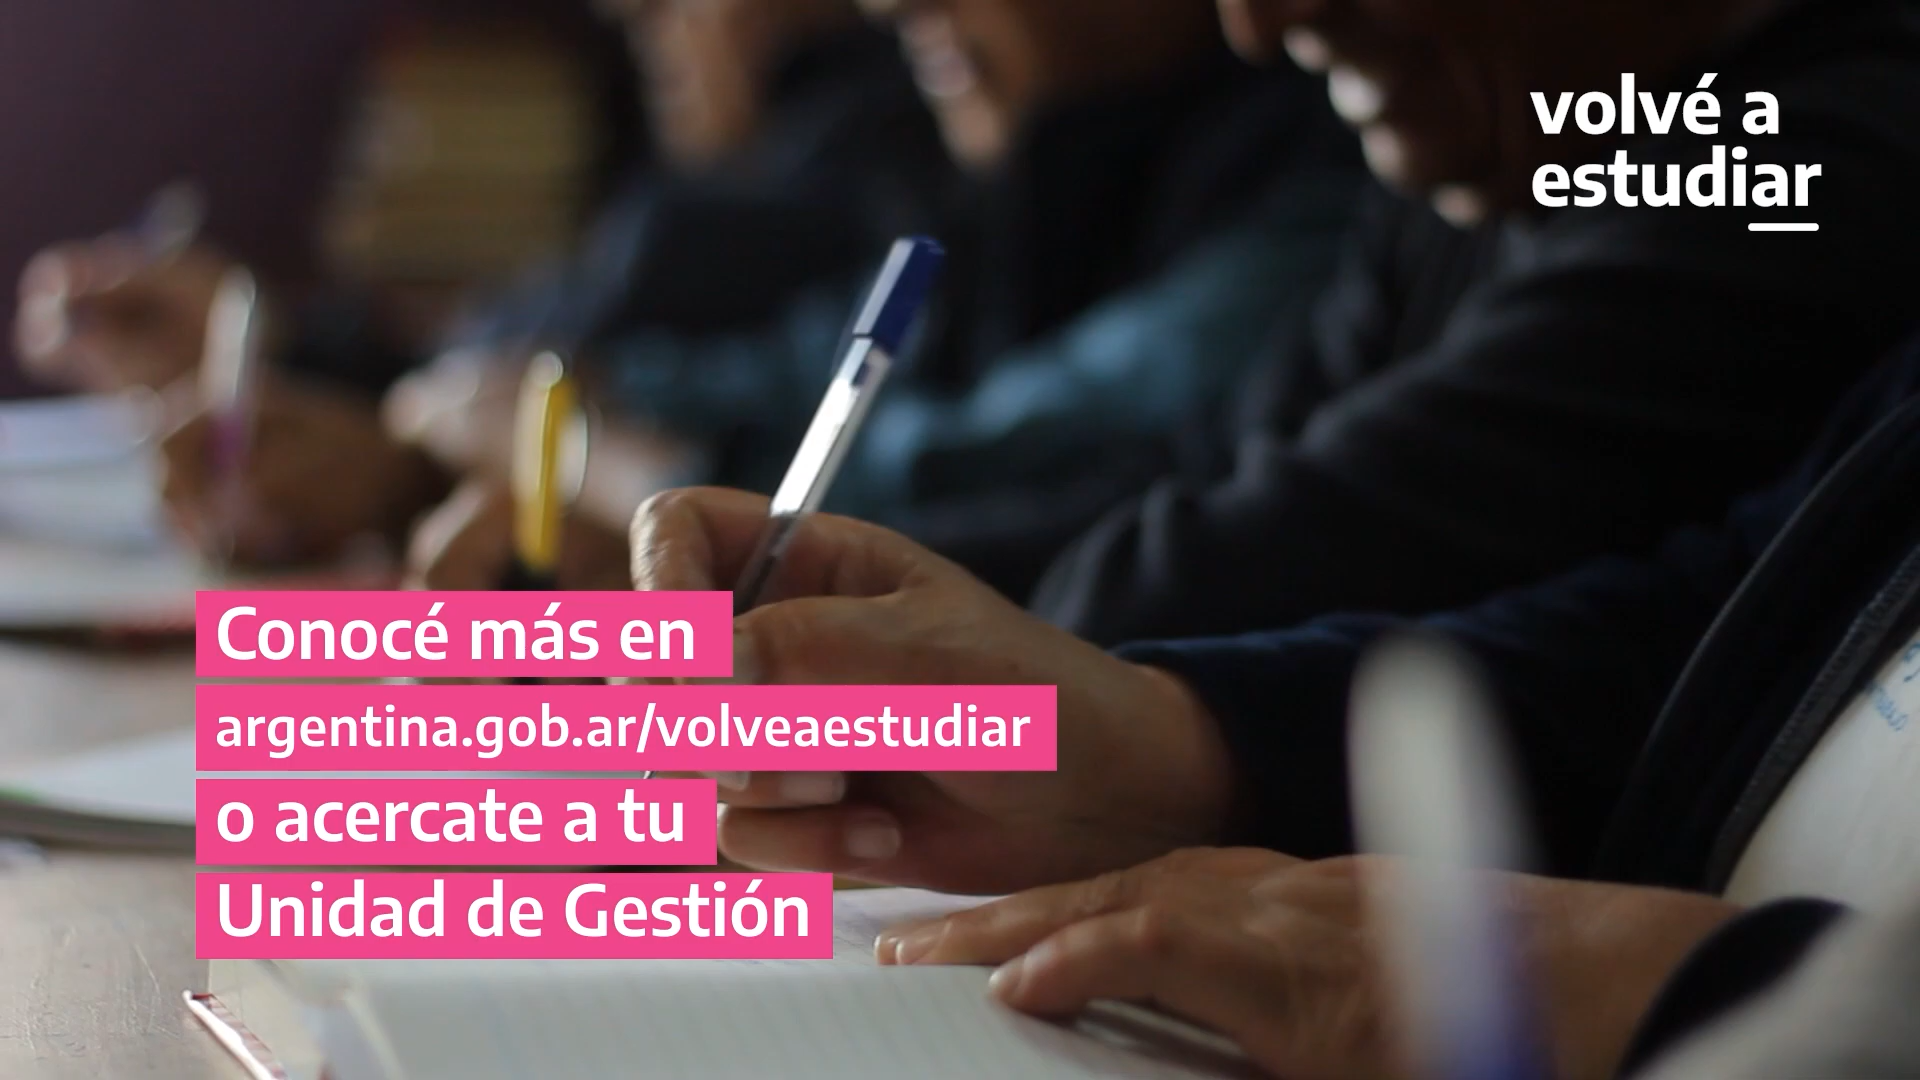 volvé a
estudiar
Conocé más en
argentina.gob.ar/volveaestudiar
o acercate a tu
Unidad de Gestión